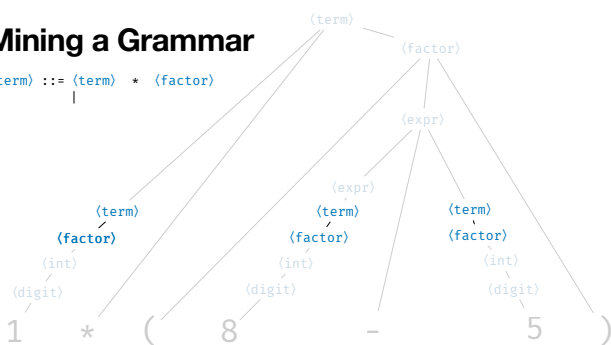 ⟨term⟩
Mining a Grammar
⟨factor⟩
⟨term⟩ ::= ⟨term⟩ * ⟨factor⟩
|
⟨expr⟩
⟨expr⟩
⟨term⟩ ⟨term⟩ ⟨term⟩
⟨factor⟩ ⟨factor⟩ ⟨factor⟩
⟨int⟩ ⟨int⟩ ⟨int⟩
⟨digit⟩ ⟨digit⟩ ⟨digit⟩
1 * ( 8 - 5 )